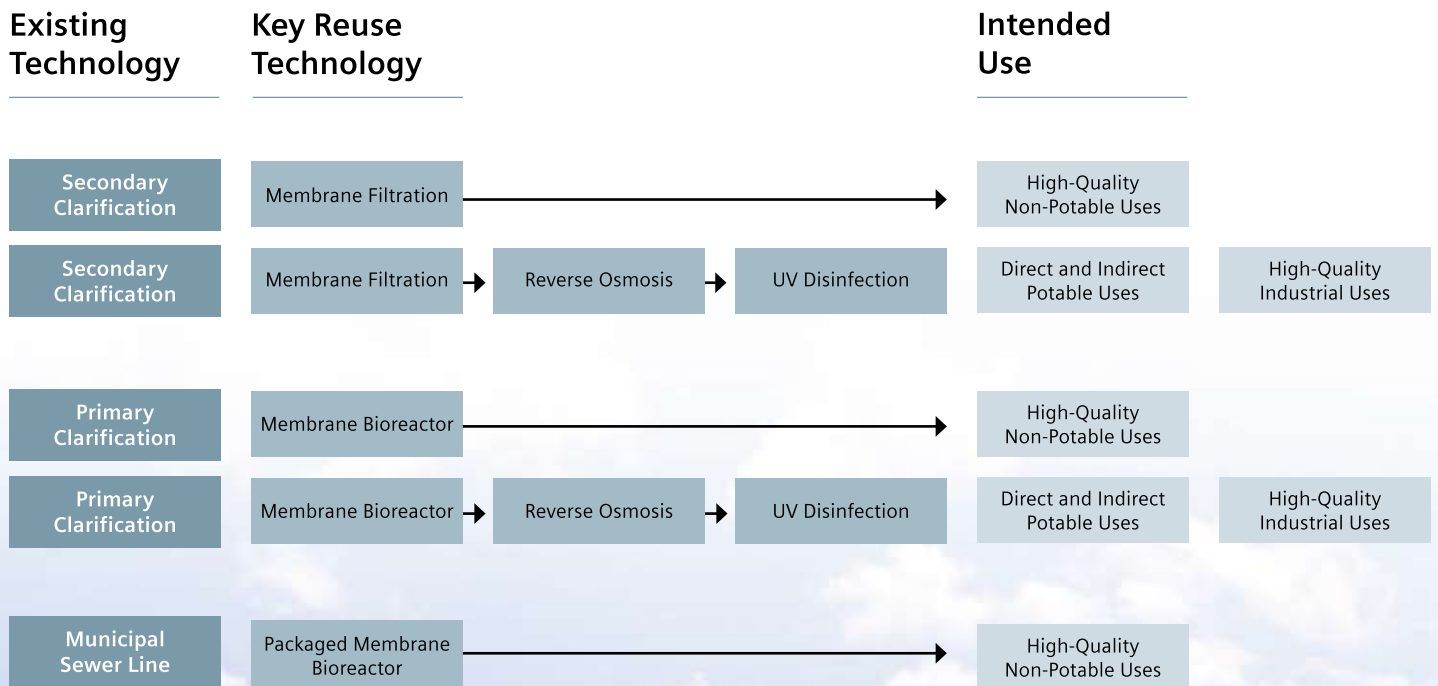 Existing
Technology
Key Reuse
Technology
Intended
Use
Secondary
Clarification
Membrane Filtration
High-Quality
Non-Potable Uses
Secondary
Clarification
Membrane Filtration
Reverse Osmosis
UV Disinfection
Direct and Indirect
Potable Uses
High-Quality
Industrial Uses
Primary
Clarification
Membrane Bioreactor
High-Quality
Non-Potable Uses
Primary
Clarification
Membrane Bioreactor
Reverse Osmosis
UV Disinfection
Direct and Indirect
Potable Uses
High-Quality
Industrial Uses
Municipal
Sewer Line
Packaged Membrane
Bioreactor
High-Quality
Non-Potable Uses